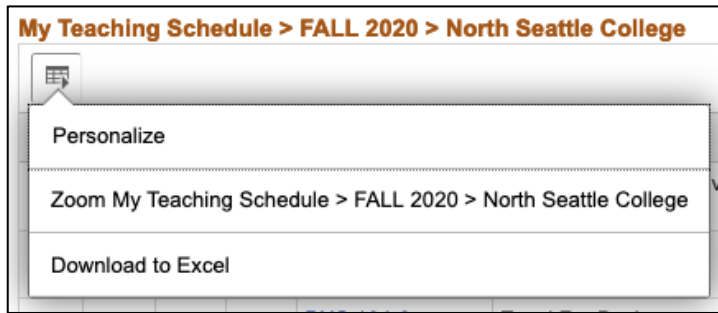 My Teaching Schedule > FALL 2020 > North Seattle College
Personalize
Zoom My Teaching Schedule > FALL 2020 > North Seattle College
Download to Excel